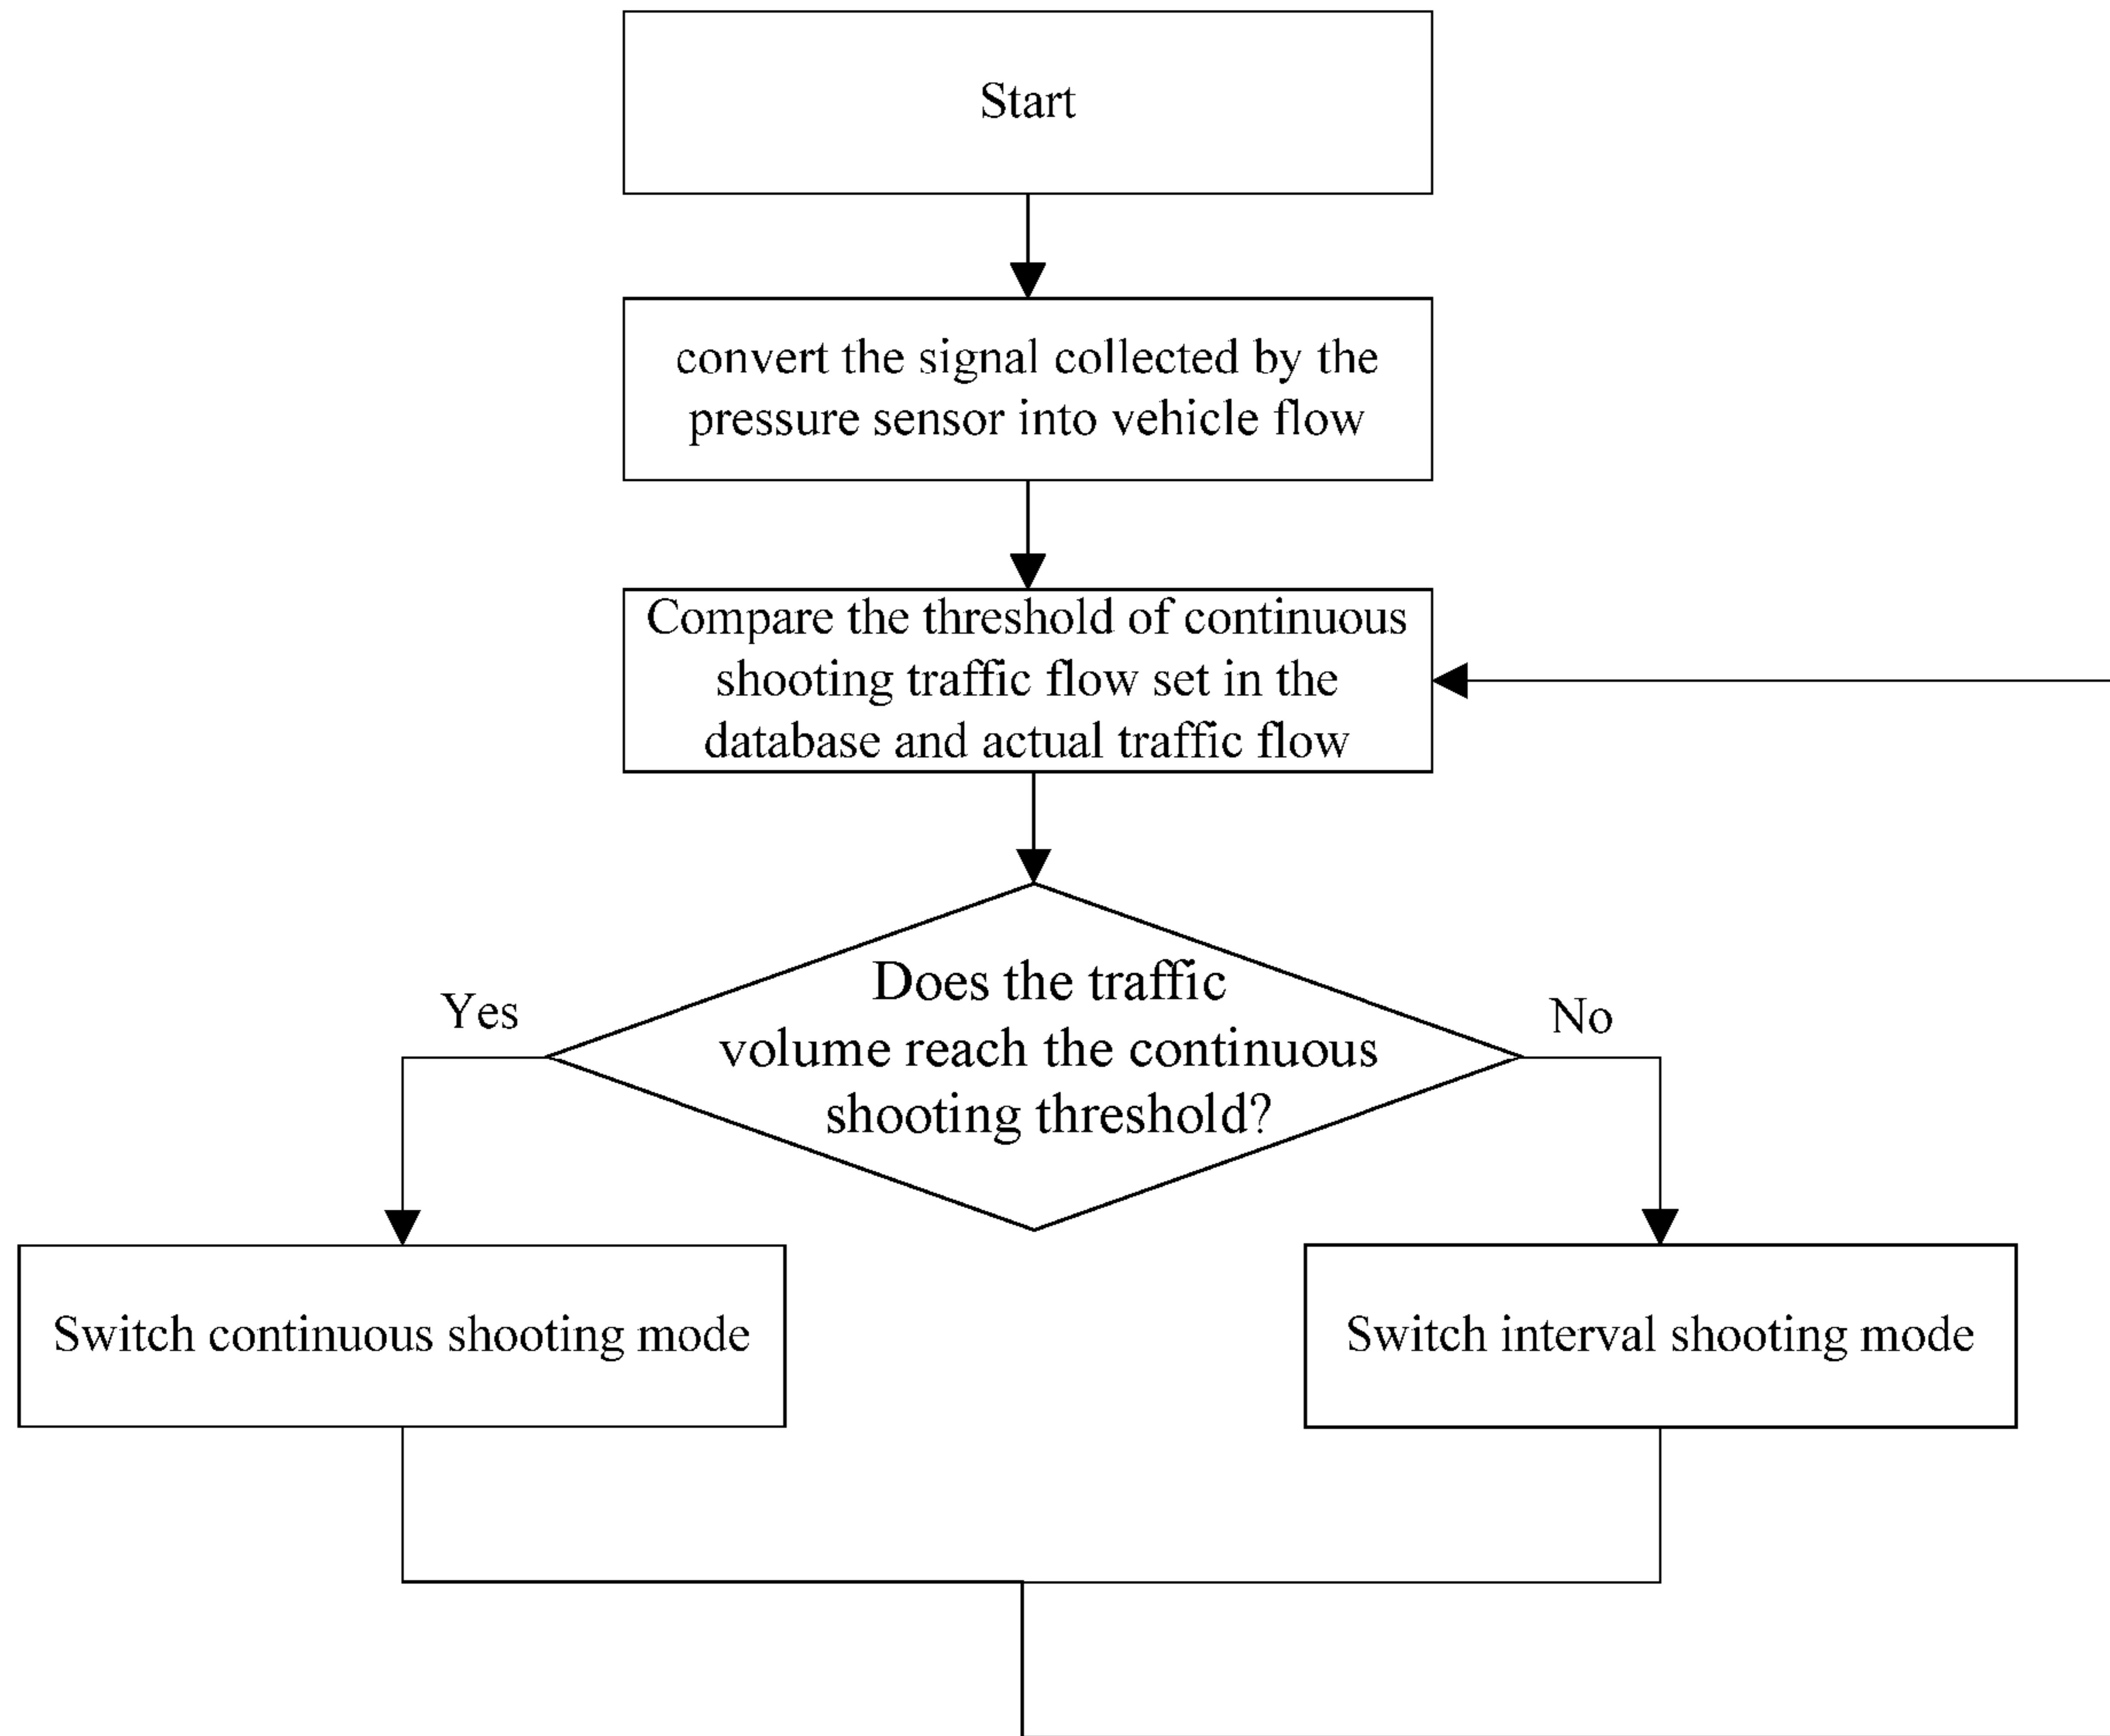 Start
convert the signal collected by the
pressure sensor into vehicle flow
Compare the threshold of continuous
shooting traffic flow set in the
database and actual traffic flow
Does the traffic
volume reach the continuous
shooting threshold?
Yes
No
Switch continuous shooting mode
Switch interval shooting mode